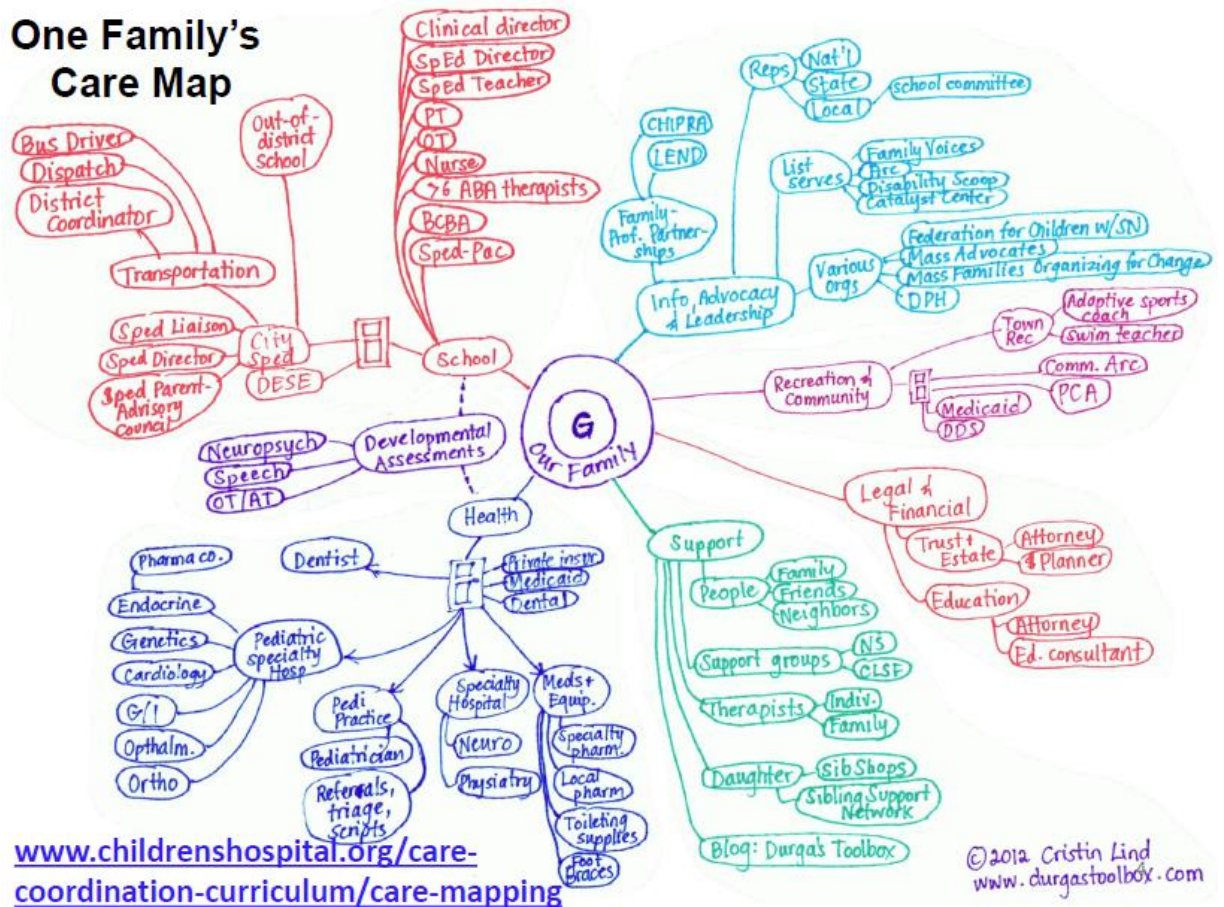 One Family's
Care Map
Clinical director
SpEd Director
SpEd Teacher
PT
OT
Nurse
>6 ABA therapists
BCBA
Sped-Pac
Out-of-
district
School
Bus Driver
Dispatch
District
Coordinator
Transportation
Sped Liaison
Sped Director
Sped Parent-
Advisory
Council
City
Sped
DESE
School
Reps
Nat'l
State
Local
school committee
CHIPRA
LEND
Family-
Prof. Partner-
ships
List
serves
Family Voices
Arc
Disability Scoop
Catalyst Center
Various
orgs
Federation for Children w/SN
Mass Advocates
Mass Families Organizing for Change
DPH
Info, Advocacy
& Leadership
Town
Rec
Adaptive sports
coach
Swim teacher
Recreation &
Community
Comm. Arc
PCA
Medicaid
DDS
G
Our Family
Neuropsych
Speech
OT/AT
Developmental
Assessments
Health
Dentist
Private insur
Medicaid
Dental
Pharma co.
Endocrine
Genetics
Cardiology
G/I
Opthalm.
Ortho
Pediatric
specialty
Hosp
Pedi
Practice
Pediatrician
Referrals,
triage,
scripts
Specialty
Hospital
Neuro
Physiatry
Meds +
Equip.
Specialty
pharm.
Local
pharm
Toileting
supplies
Foot
Braces
Support
People
Family
Friends
Neighbors
Support groups
NS
CLSF
Therapists
Indiv.
Family
Daughter
SibShops
Sibling Support
Network
Blog: Durga's Toolbox
Legal &
Financial
Trust +
Estate
Attorney
$ Planner
Education
Attorney
Ed. consultant
www.childrenshospital.org/care-
coordination-curriculum/care-mapping
©2012 Cristin Lind
www.durgastoolbox.com